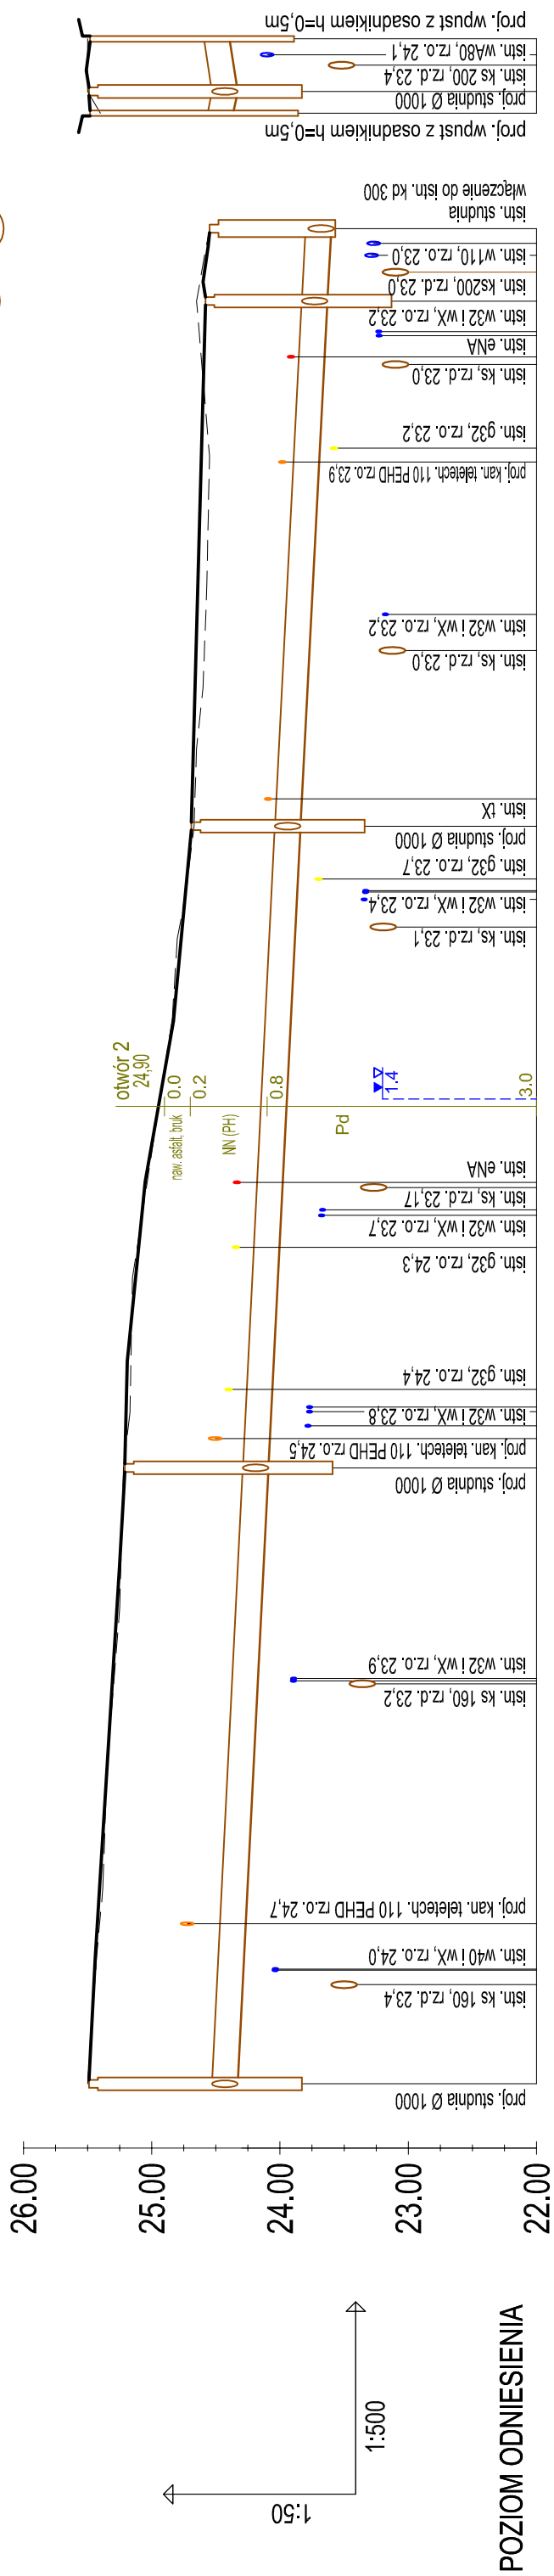 proj. wpust z osadnikiem h=0,5m
istn. wA80, rz.o. 24,1
istn. ks 200, rz.d. 23,4
proj. studnia Ø 1000
proj. wpust z osadnikiem h=0,5m
włączenie do istn. kd 300
istn. studnia
istn. w110, rz.o. 23,0
istn. ks200, rz.d. 23,0
istn. w32 i wX, rz.o. 23,2
istn. eNA
istn. ks, rz.d. 23,0
istn. g32, rz.o. 23,2
proj. kan. teletech. 110 PEHD rz.o. 23,9
istn. w32 i wX, rz.o. 23,2
istn. ks, rz.d. 23,0
istn. tX
proj. studnia Ø 1000
istn. g32, rz.o. 23,7
istn. w32 i wX, rz.o. 23,4
istn. ks, rz.d. 23,1
otwór 2
24,90
0.0
0.2
0.8
naw. asfalt, bruk
NN (PH)
Pd
1.4
3.0
istn. eNA
istn. ks, rz.d. 23,17
istn. w32 i wX, rz.o. 23,7
istn. g32, rz.o. 24,3
istn. g32, rz.o. 24,4
istn. w32 i wX, rz.o. 23,8
proj. kan. teletech. 110 PEHD rz.o. 24,5
proj. studnia Ø 1000
istn. w32 i wX, rz.o. 23,9
istn. ks 160, rz.d. 23,2
proj. kan. teletech. 110 PEHD rz.o. 24,7
istn. w40 i wX, rz.o. 24,0
istn. ks 160, rz.d. 23,4
proj. studnia Ø 1000
26.00
25.00
24.00
23.00
22.00
1:50
1:500
POZIOM ODNIESIENIA